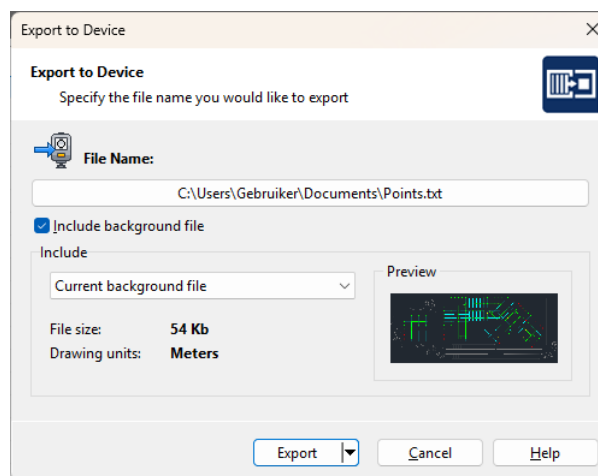 Export to Device
Export to Device
Specify the file name you would like to export
File Name:
C:\Users\Gebruiker\Documents\Points.txt
Include background file
Include
Current background file
File size: 54 Kb
Drawing units: Meters
Preview
Export
Cancel
Help